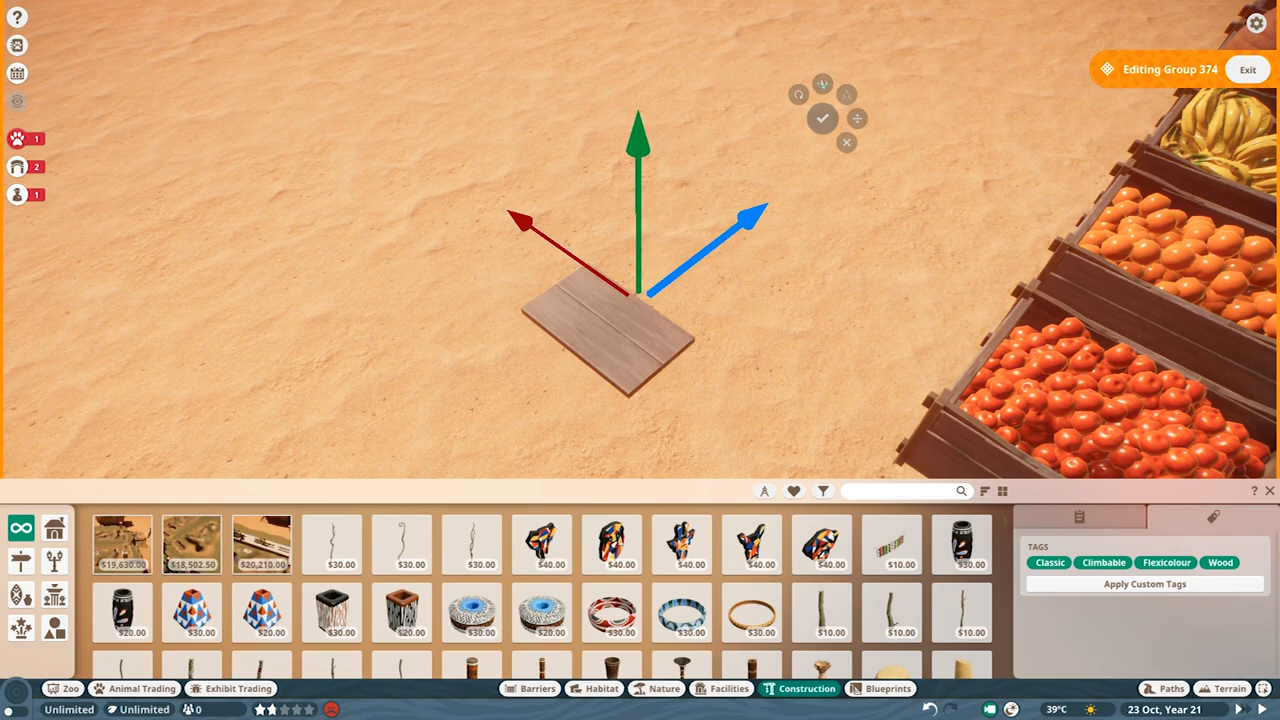 ?
Editing Group 374
Exit
1
2
1
?
$19,630.00
$18,502.50
$20,210.00
$30.00
$30.00
$30.00
$40.00
$40.00
$40.00
$40.00
$40.00
$10.00
$30.00
TAGS
Classic
Climbable
Flexicolour
Wood
Apply Custom Tags
$20.00
$30.00
$20.00
$30.00
$20.00
$30.00
$20.00
$30.00
$30.00
$30.00
$10.00
$10.00
$10.00
Zoo
Animal Trading
Exhibit Trading
Barriers
Habitat
Nature
Facilities
Construction
Blueprints
Paths
Terrain
Unlimited
Unlimited
0
39°C
23 Oct, Year 21